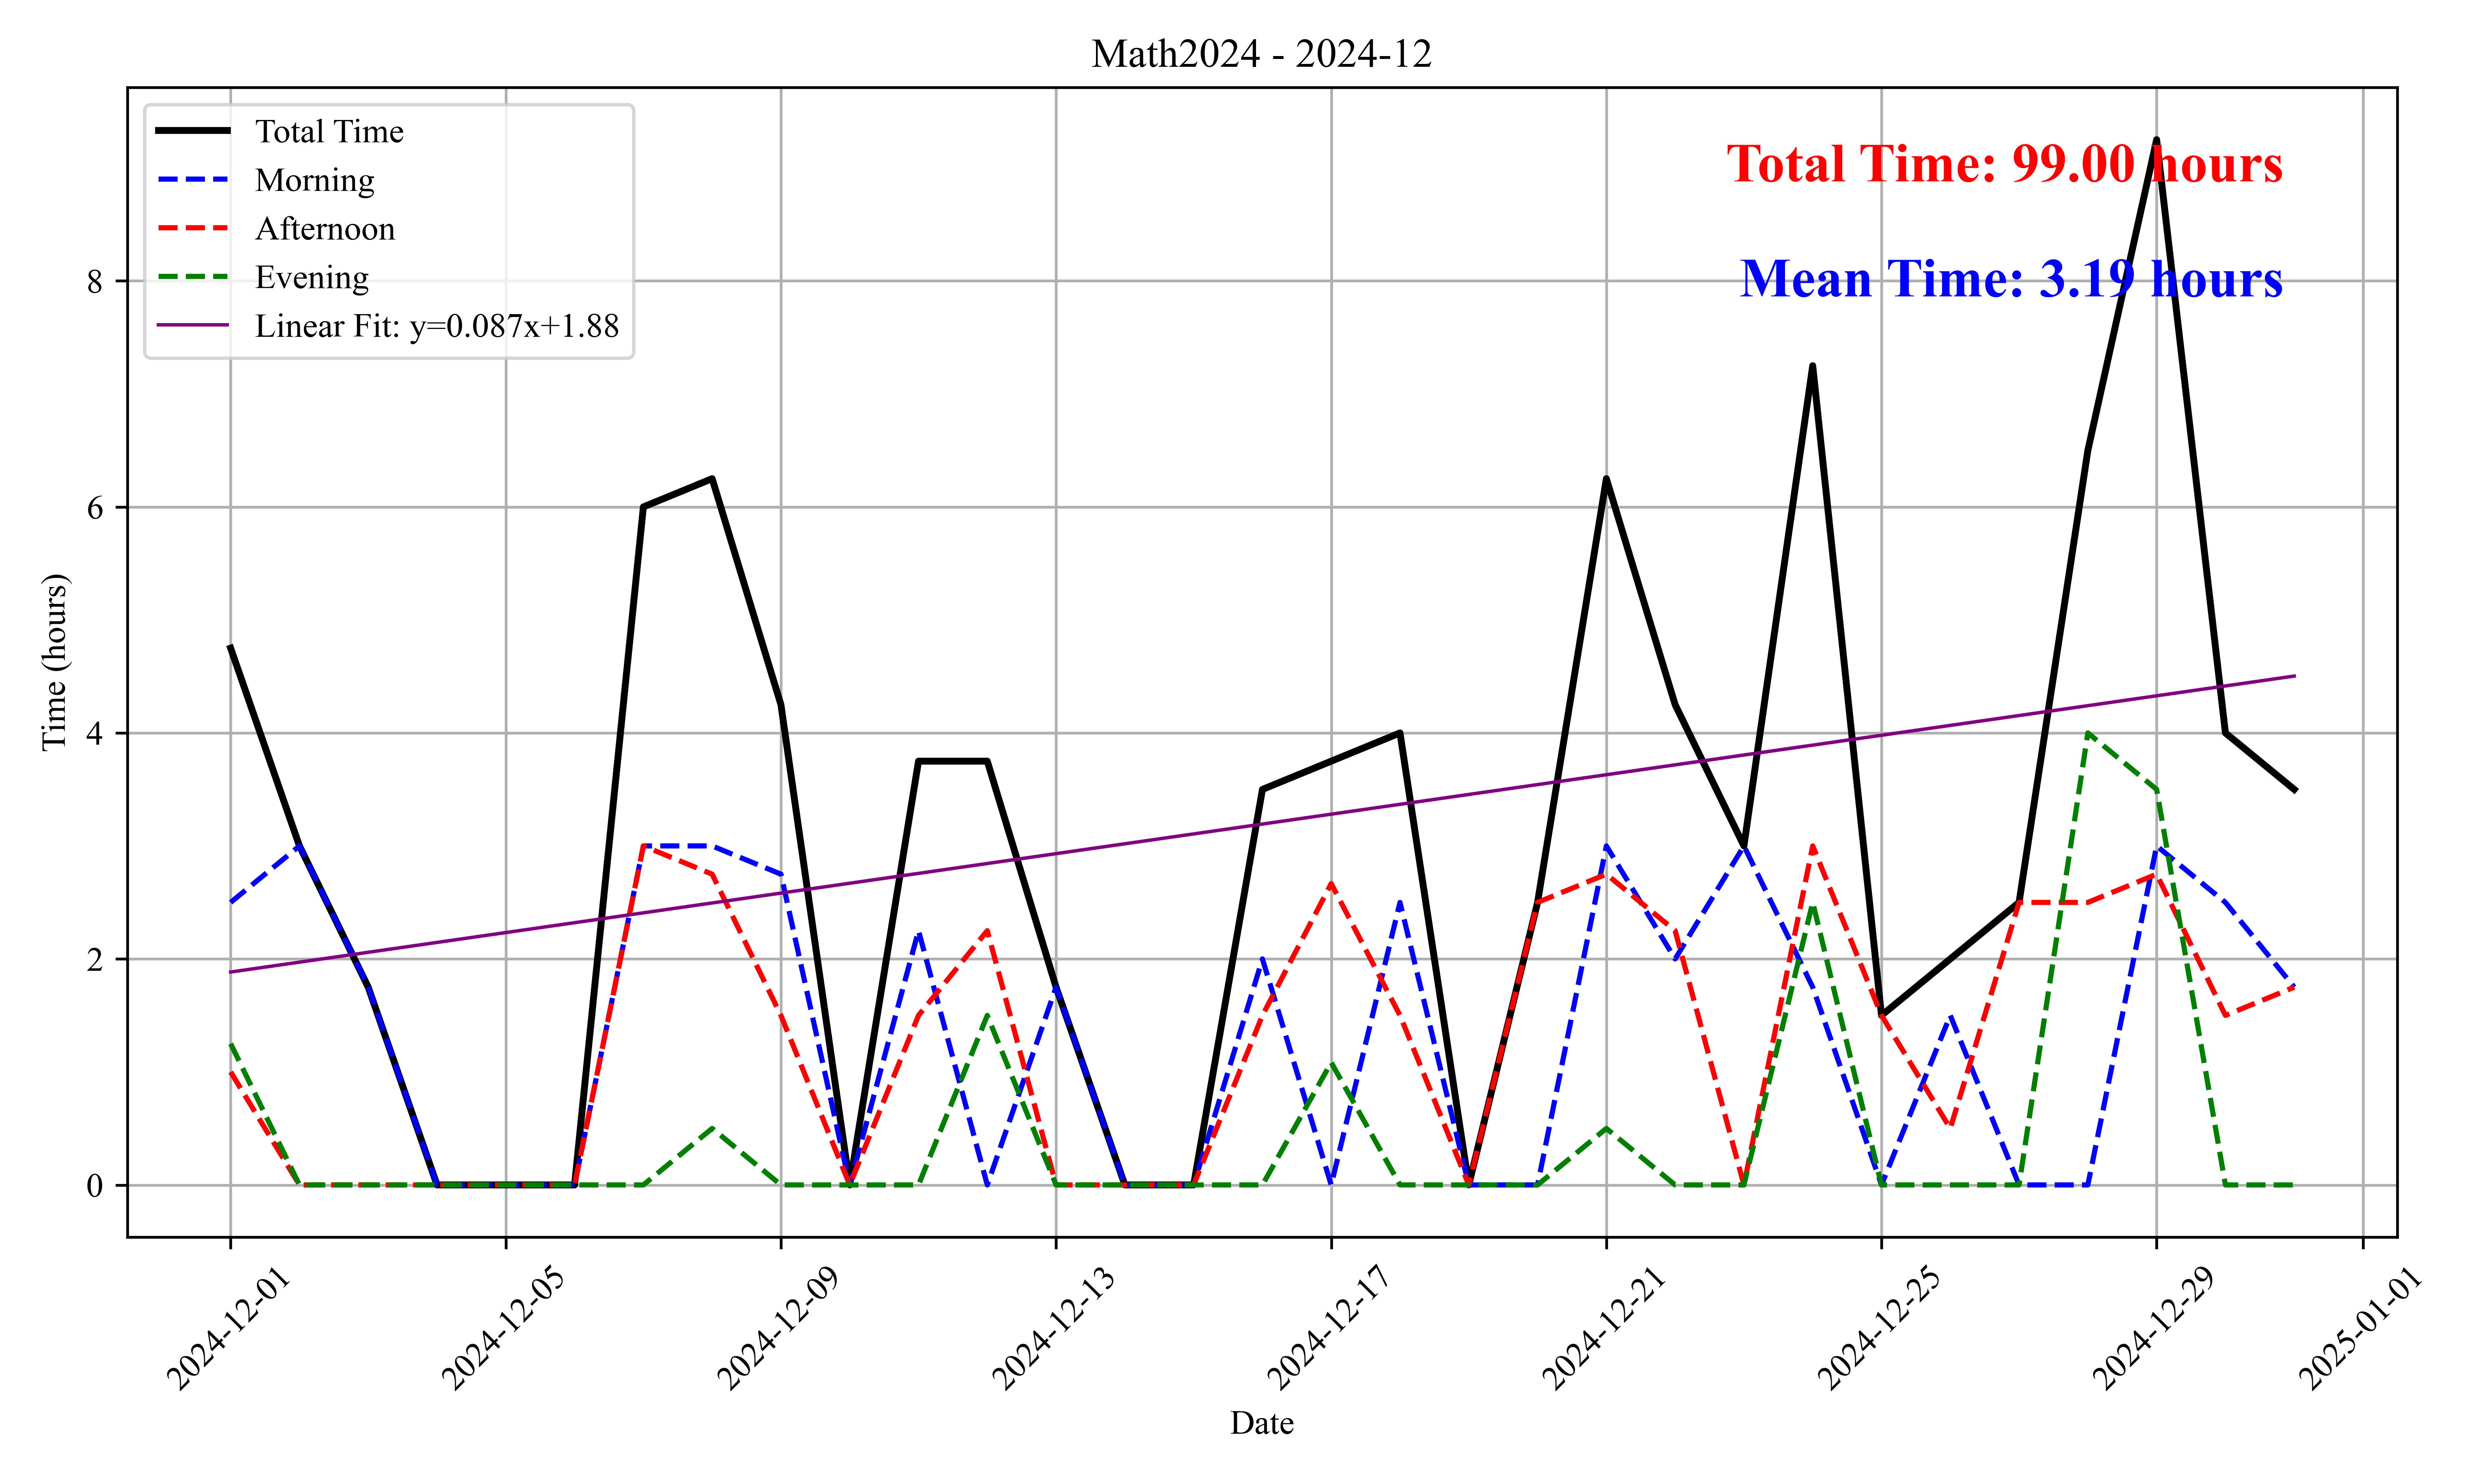 Math2024 - 2024-12
Total Time
Morning
Afternoon
Evening
Linear Fit: y=0.087x+1.88
Total Time: 99.00 hours
Mean Time: 3.19 hours
Time (hours)
8
6
4
2
0
2024-12-01
2024-12-05
2024-12-09
2024-12-13
2024-12-17
2024-12-21
2024-12-25
2024-12-29
2025-01-01
Date